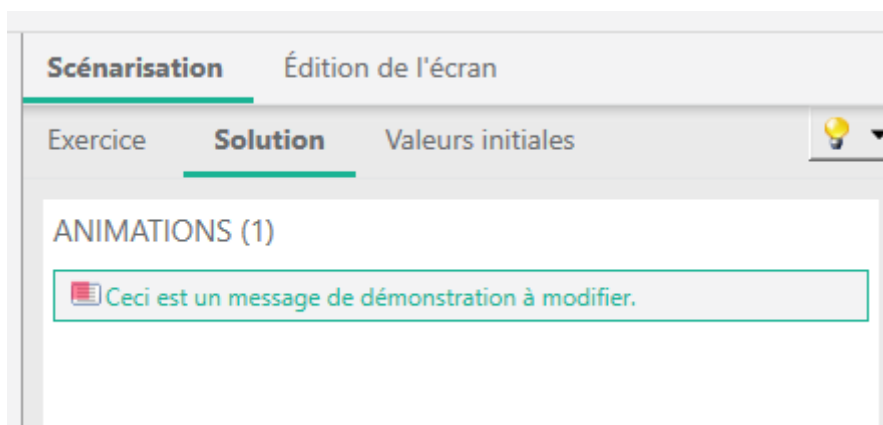 Scénarisation Édition de l'écran
Exercice Solution Valeurs initiales
ANIMATIONS (1)
Ceci est un message de démonstration à modifier.